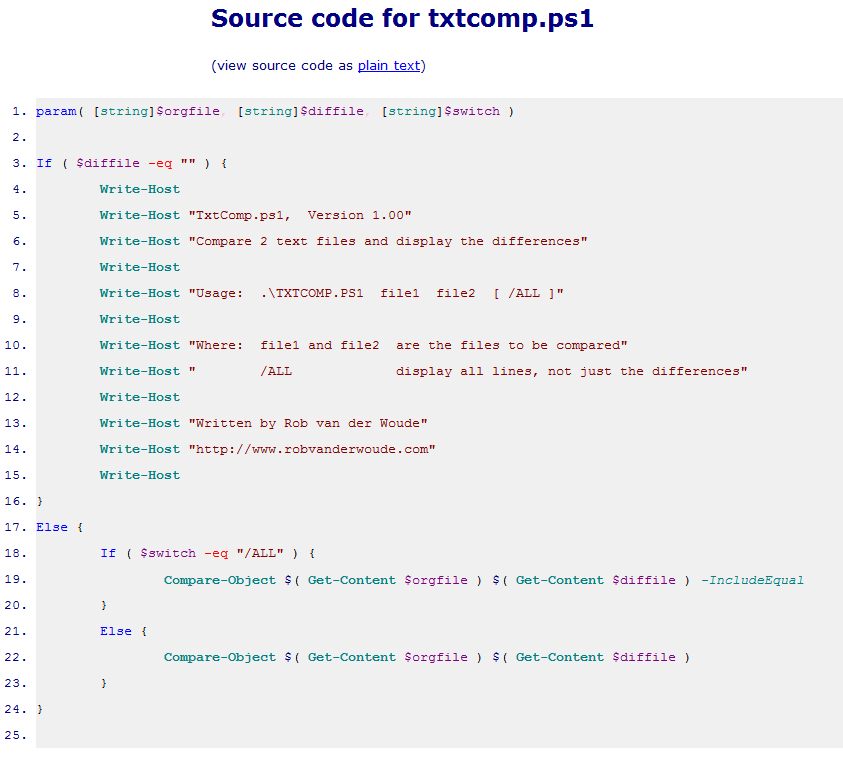 Source code for txtcomp.ps1
(view source code as plain text)
1. param( [string]$orgfile, [string]$diffile, [string]$switch )
2.
3. If ( $diffile -eq "" ) {
4.         Write-Host
5.         Write-Host "TxtComp.ps1,  Version 1.00"
6.         Write-Host "Compare 2 text files and display the differences"
7.         Write-Host
8.         Write-Host "Usage:  .\TXTCOMP.PS1  file1  file2  [ /ALL ]"
9.         Write-Host
10.         Write-Host "Where:  file1 and file2  are the files to be compared"
11.         Write-Host "        /ALL             display all lines, not just the differences"
12.         Write-Host
13.         Write-Host "Written by Rob van der Woude"
14.         Write-Host "http://www.robvanderwoude.com"
15.         Write-Host
16. }
17. Else {
18.         If ( $switch -eq "/ALL" ) {
19.                 Compare-Object $( Get-Content $orgfile ) $( Get-Content $diffile ) -IncludeEqual
20.         }
21.         Else {
22.                 Compare-Object $( Get-Content $orgfile ) $( Get-Content $diffile )
23.         }
24. }
25.